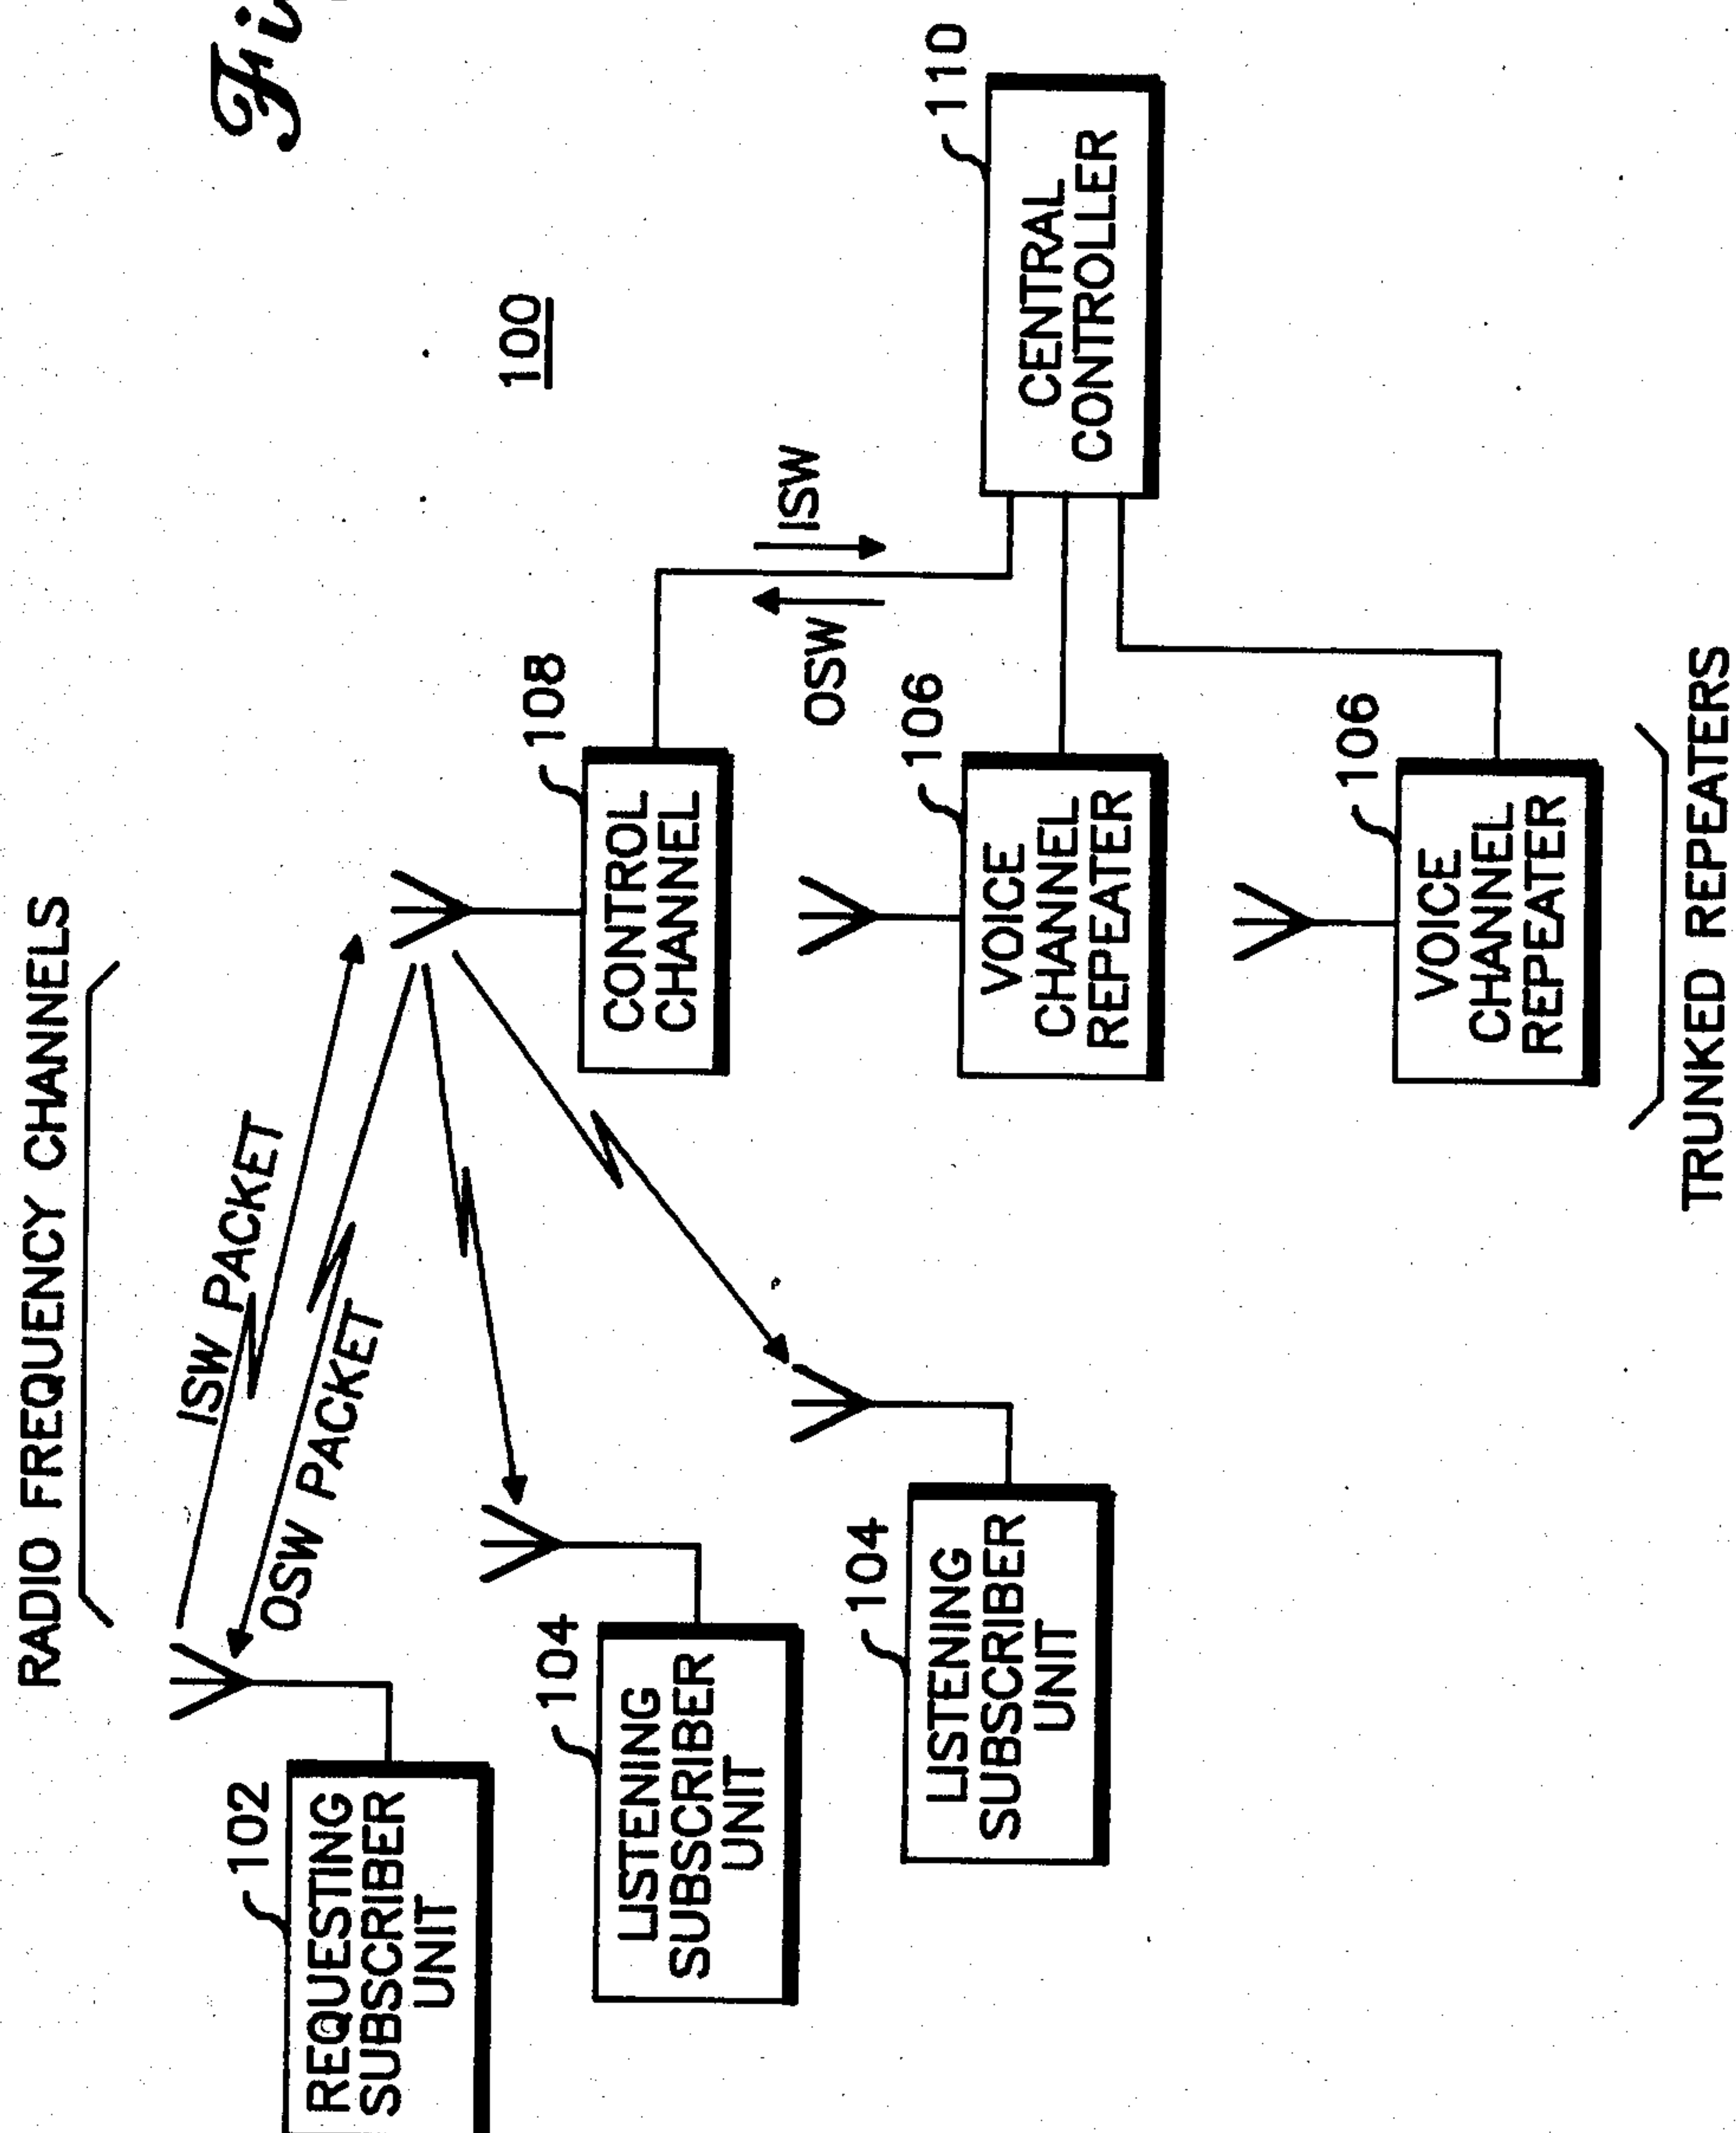 RADIO FREQUENCY CHANNELS
100
ISW PACKET
OSW PACKET
102
REQUESTING
SUBSCRIBER
UNIT
104
LISTENING
SUBSCRIBER
UNIT
104
LISTENING
SUBSCRIBER
UNIT
108
CONTROL
CHANNEL
OSW
ISW
106
VOICE
CHANNEL
REPEATER
106
VOICE
CHANNEL
REPEATER
110
CENTRAL
CONTROLLER
TRUNKED REPEATERS